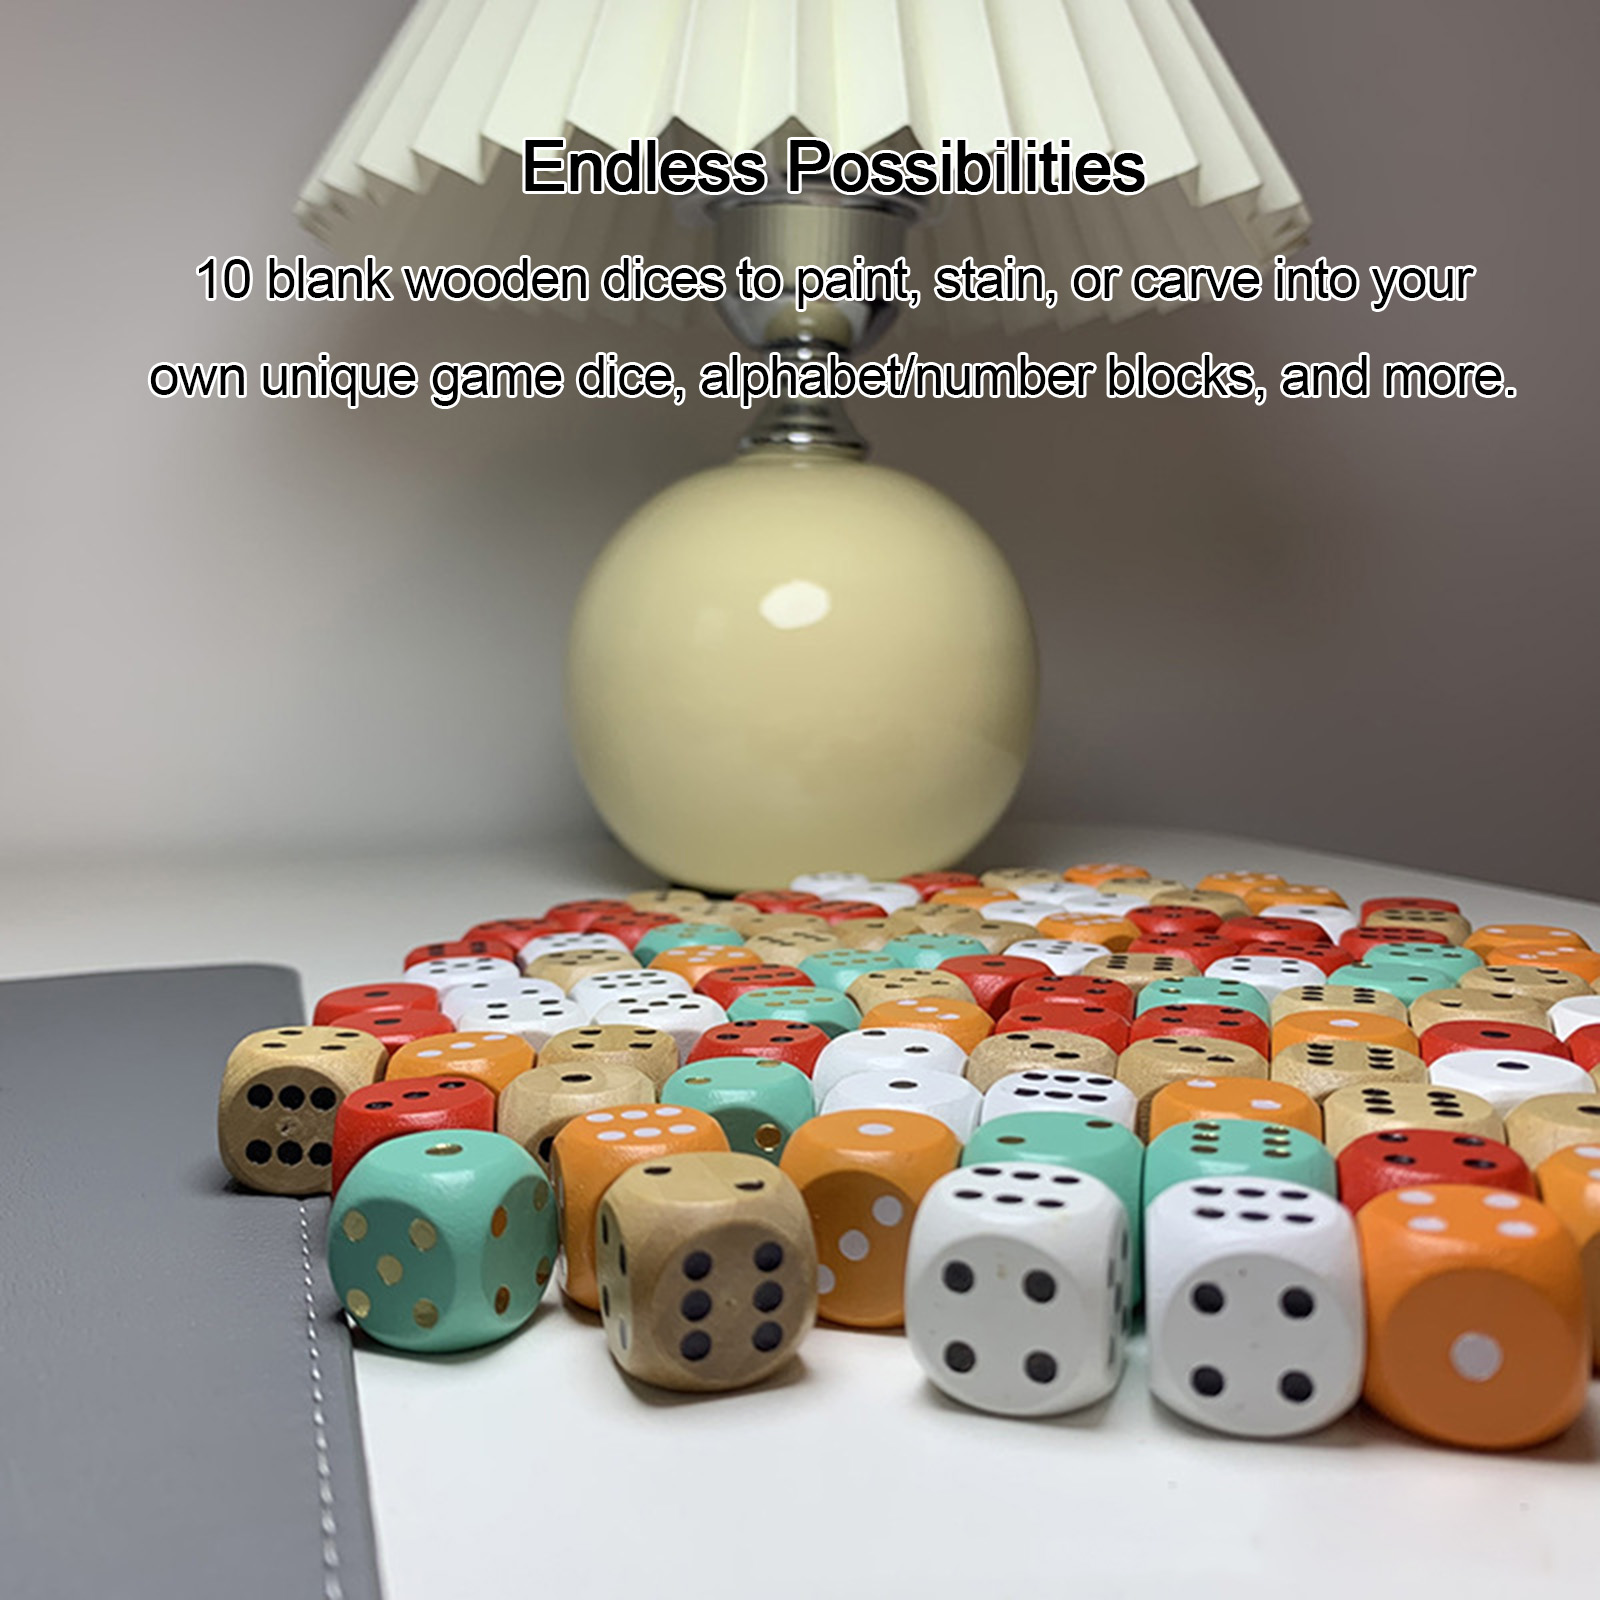 Endless Possibilities
10 blank wooden dices to paint, stain, or carve into your
own unique game dice, alphabet/number blocks, and more.